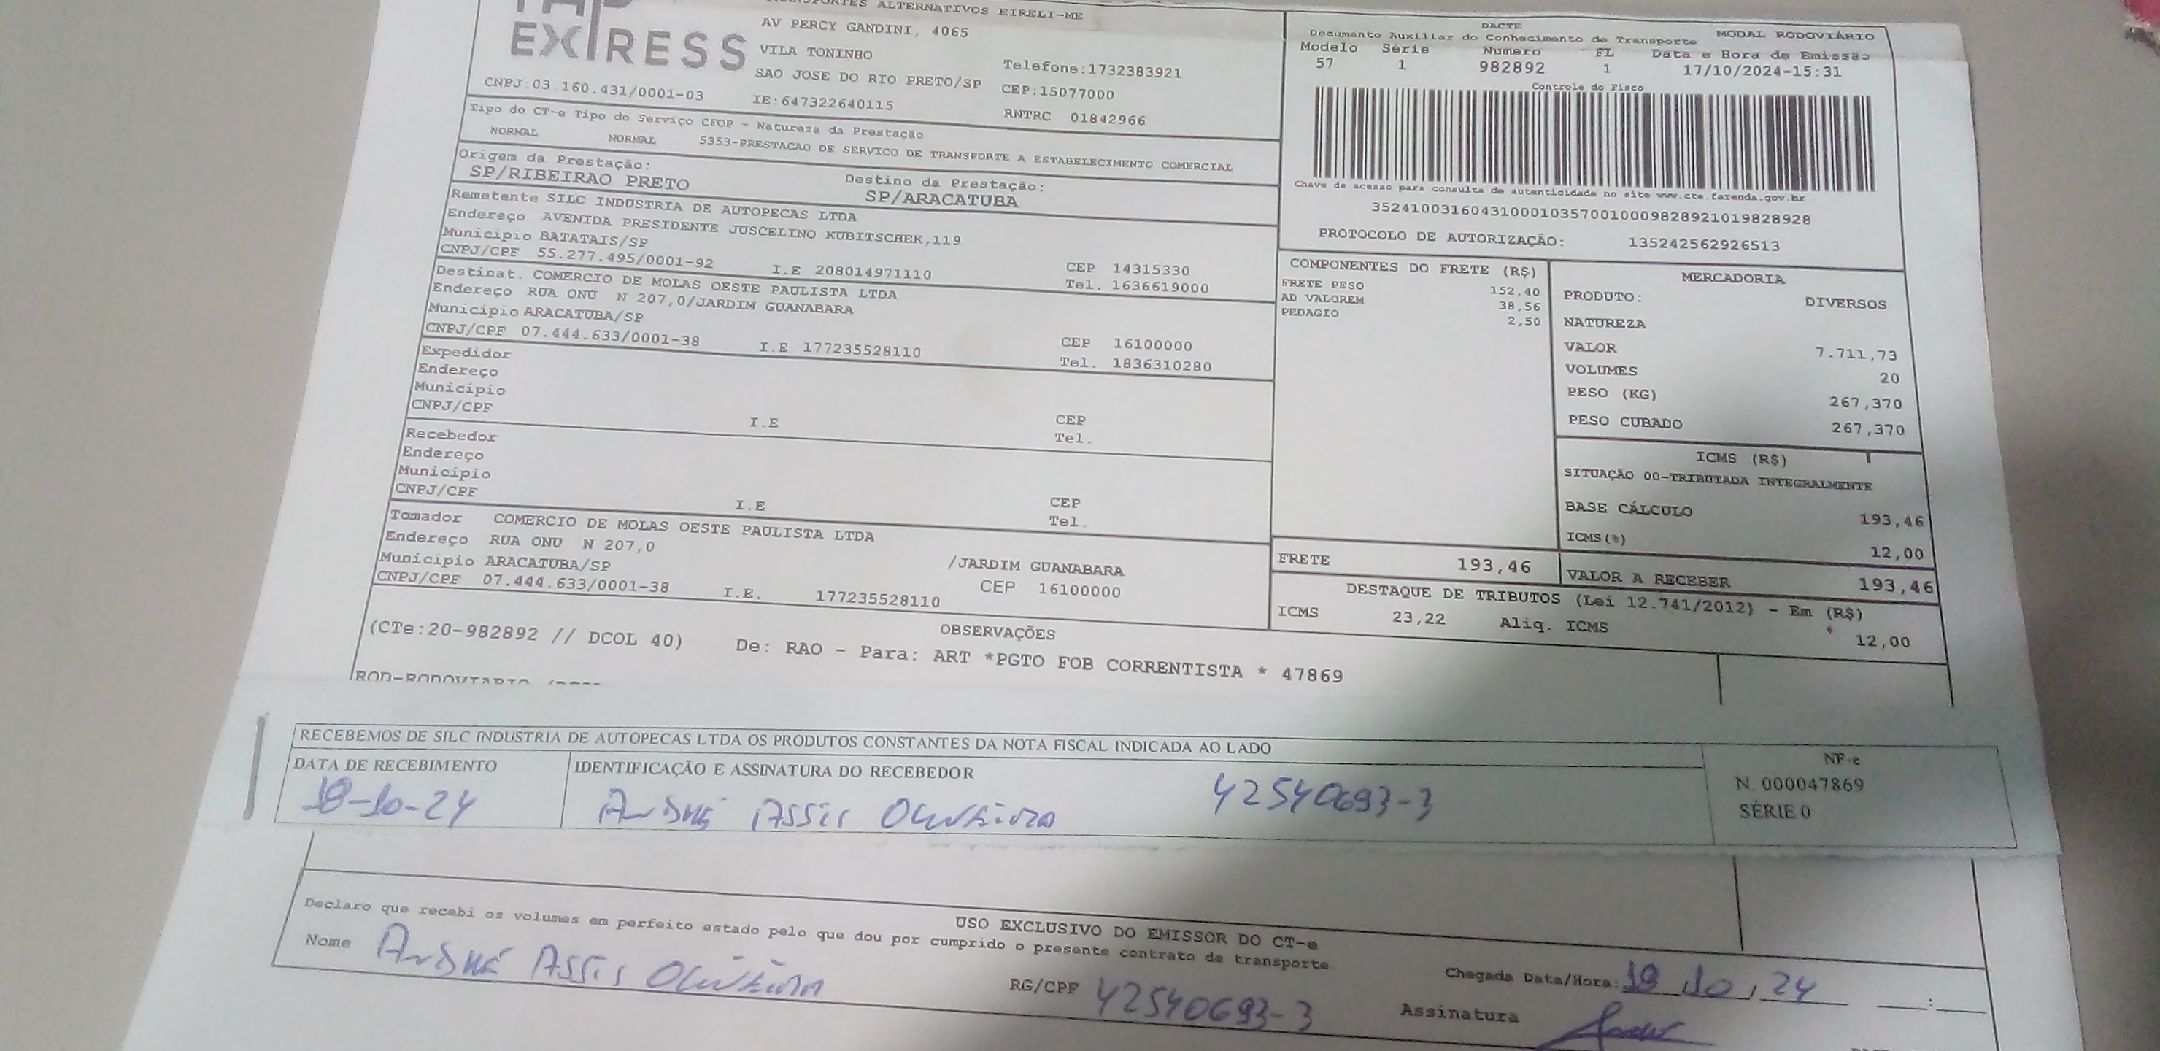 EXPRESS
TRANSPORTES ALTERNATIVOS EIRELI-ME
AV PERCY GANDINI, 4065
VILA TONINHO
SAO JOSE DO RIO PRETO/SP
Telefone:1732383921
CEP:15077000
CNPJ:03.160.431/0001-03
IE:647322640115
RNTRC 01842966
Tipo do CT-e Tipo do Serviço CFOP - Natureza da Prestação
NORMAL NORMAL 5353-PRESTACAO DE SERVICO DE TRANSPORTE A ESTABELECIMENTO COMERCIAL
Origem da Prestação: Destino da Prestação:
SP/RIBEIRAO PRETO SP/ARACATUBA
DACTE
Documento Auxiliar do Conhecimento de Transporte MODAL RODOVIÁRIO
Modelo Série Numero FL Data e Hora de Emissão
57 1 982892 1 17/10/2024-15:31
Controle do Fisco
Chave de acesso para consulta de autenticidade no site www.cte.fazenda.gov.br
35241003160431000103570010009828921019828928
PROTOCOLO DE AUTORIZAÇÃO: 135242562926513
Remetente SILC INDUSTRIA DE AUTOPECAS LTDA
Endereço AVENIDA PRESIDENTE JUSCELINO KUBITSCHEK,119
Município BATATAIS/SP CEP 14315330
CNPJ/CPF 55.277.495/0001-92 I.E 208014971110 Tel. 1636619000
Destinat. COMERCIO DE MOLAS OESTE PAULISTA LTDA
Endereço RUA ONU N 207,0/JARDIM GUANABARA
Município ARACATUBA/SP CEP 16100000
CNPJ/CPF 07.444.633/0001-38 I.E 177235528110 Tel. 1836310280
Expedidor
Endereço
Município CEP
CNPJ/CPF I.E Tel.
Recebedor
Endereço
Município CEP
CNPJ/CPF I.E Tel.
Tomador COMERCIO DE MOLAS OESTE PAULISTA LTDA
Endereço RUA ONU N 207,0 /JARDIM GUANABARA
Município ARACATUBA/SP CEP 16100000
CNPJ/CPF 07.444.633/0001-38 I.E. 177235528110
COMPONENTES DO FRETE (R$)
FRETE PESO 152,40
AD VALOREM 38,56
PEDAGIO 2,50
FRETE 193,46
MERCADORIA
PRODUTO: DIVERSOS
NATUREZA
VALOR 7.711,73
VOLUMES 20
PESO (KG) 267,370
PESO CUBADO 267,370
ICMS (R$)
SITUAÇÃO 00-TRIBUTADA INTEGRALMENTE
BASE CÁLCULO 193,46
ICMS(%) 12,00
VALOR A RECEBER 193,46
DESTAQUE DE TRIBUTOS (Lei 12.741/2012) - Em (R$)
ICMS 23,22 Aliq. ICMS % 12,00
OBSERVAÇÕES
(CTe:20-982892 // DCOL 40) De: RAO - Para: ART *PGTO FOB CORRENTISTA * 47869
RECEBEMOS DE SILC INDUSTRIA DE AUTOPECAS LTDA OS PRODUTOS CONSTANTES DA NOTA FISCAL INDICADA AO LADO
DATA DE RECEBIMENTO IDENTIFICAÇÃO E ASSINATURA DO RECEBEDOR
18-10-24 André Assis Oliveira 42540693-3
NF-e
N. 000047869
SÉRIE 0
USO EXCLUSIVO DO EMISSOR DO CT-e
Declaro que recebi os volumes em perfeito estado pelo que dou por cumprido o presente contrato de transporte
Nome André Assis Oliveira RG/CPF 42540693-3
Chegada Data/Hora: 18 10 24 :
Assinatura